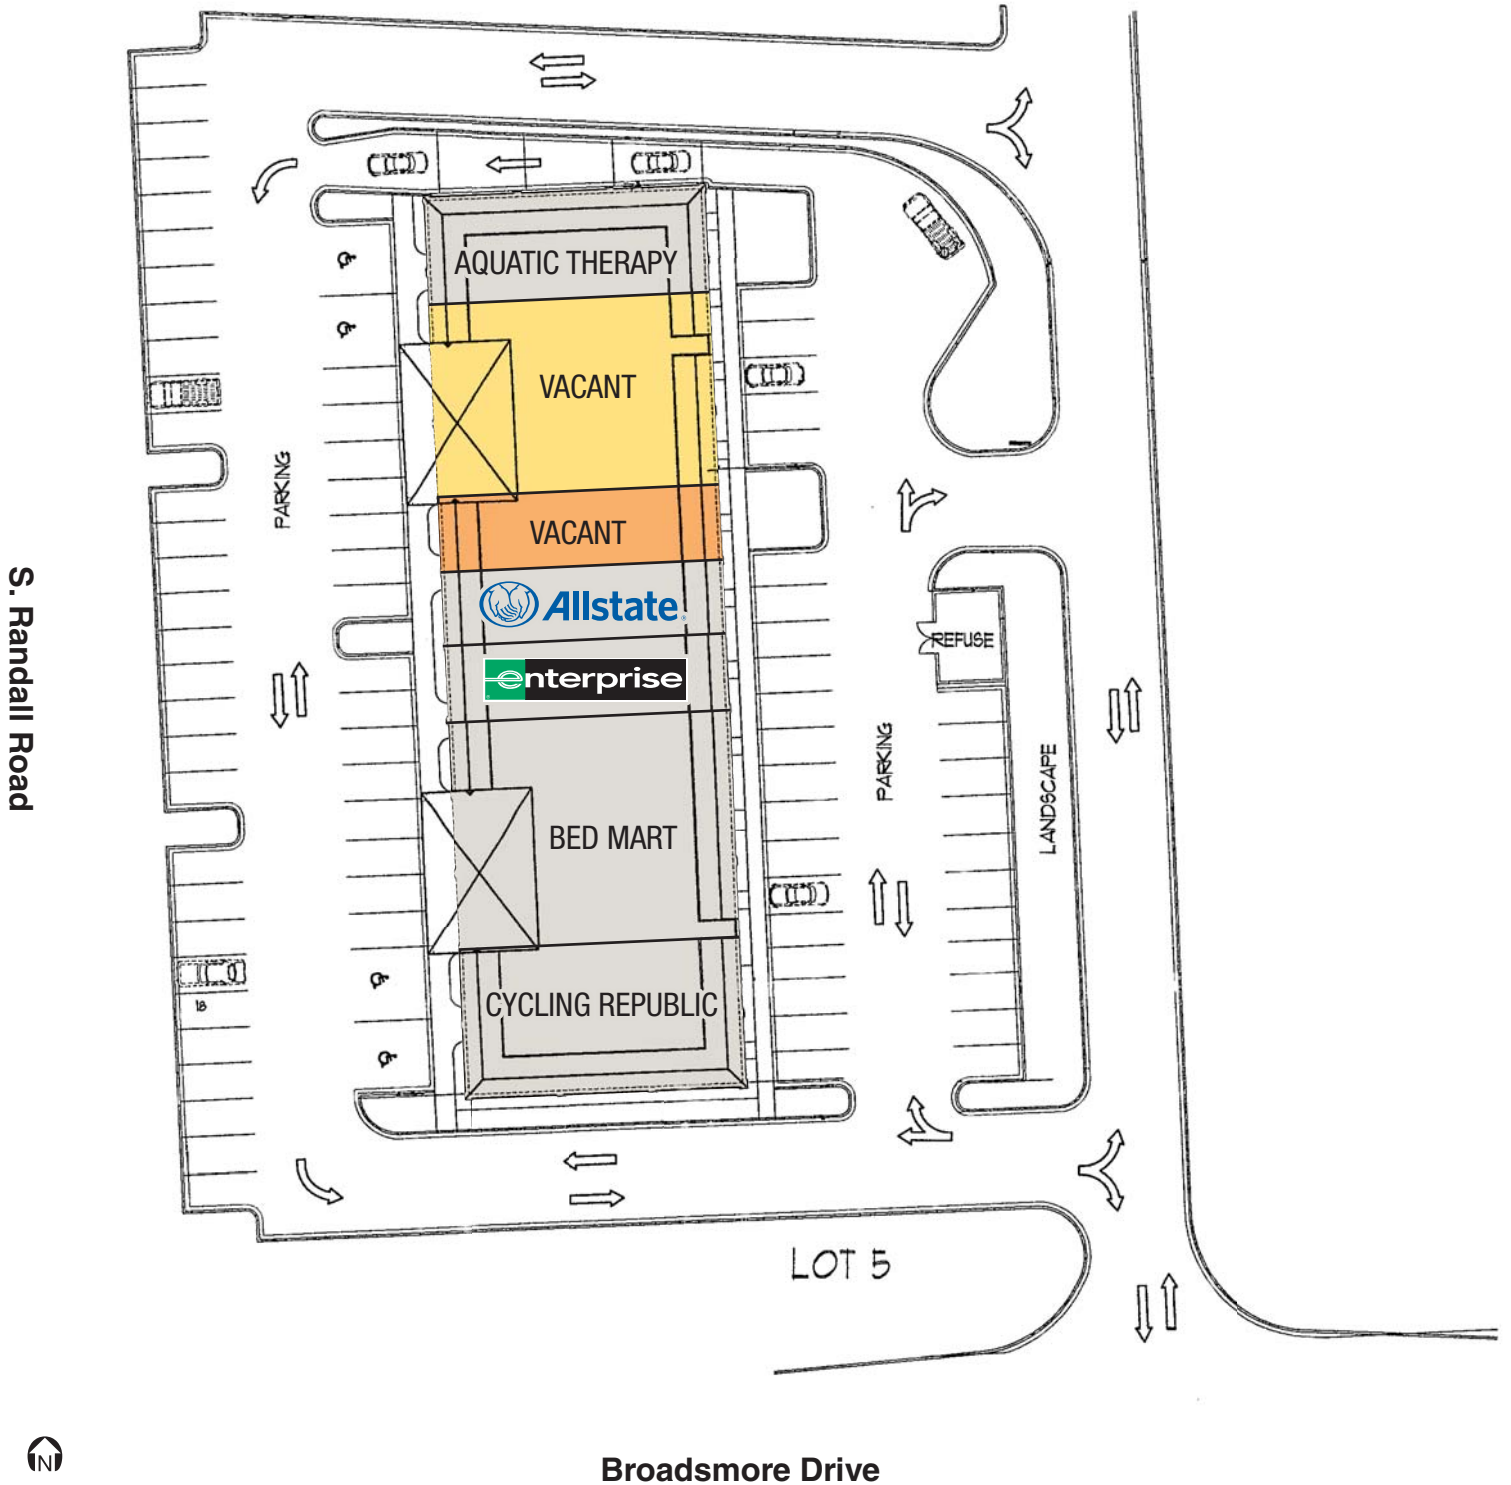 AQUATIC THERAPY
VACANT
PARKING
VACANT
Allstate
S. Randall Road
REFUSE
enterprise
PARKING
LANDSCAPE
BED MART
18
CYCLING REPUBLIC
LOT 5
N
Broadsmore Drive